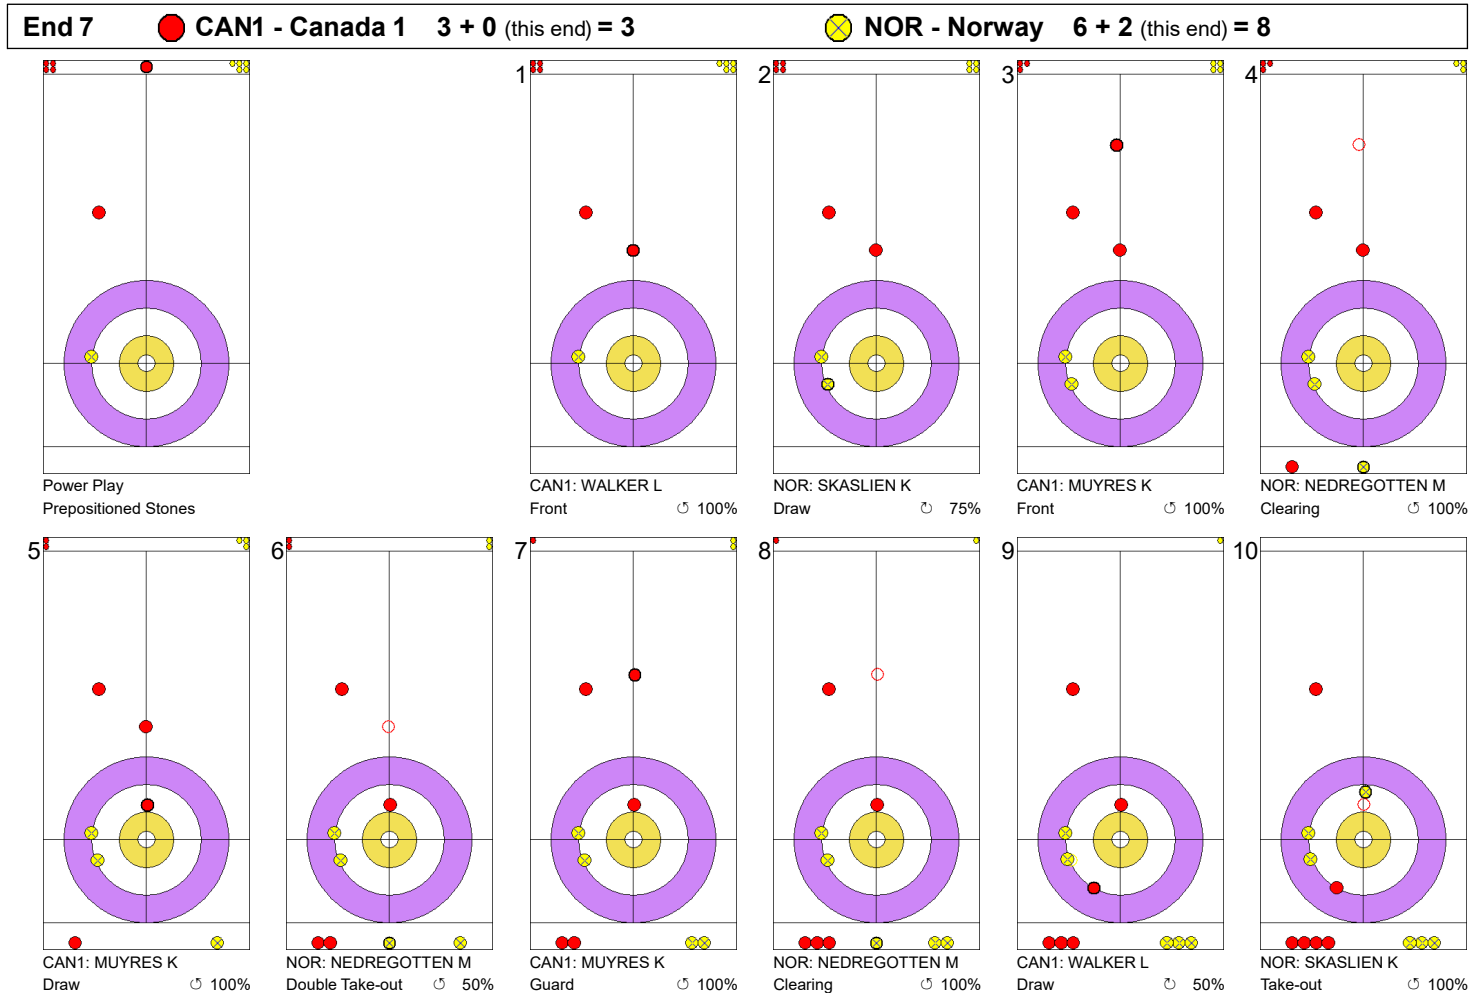 End 7 CAN1 - Canada 1 3 + 0 (this end) = 3 NOR - Norway 6 + 2 (this end) = 8
Power Play
Prepositioned Stones
1
CAN1: WALKER L
Front ↺ 100%
2
NOR: SKASLIEN K
Draw ↻ 75%
3
CAN1: MUYRES K
Front ↺ 100%
4
NOR: NEDREGOTTEN M
Clearing ↺ 100%
5
CAN1: MUYRES K
Draw ↺ 100%
6
NOR: NEDREGOTTEN M
Double Take-out ↺ 50%
7
CAN1: MUYRES K
Guard ↺ 100%
8
NOR: NEDREGOTTEN M
Clearing ↺ 100%
9
CAN1: WALKER L
Draw ↻ 50%
10
NOR: SKASLIEN K
Take-out ↺ 100%